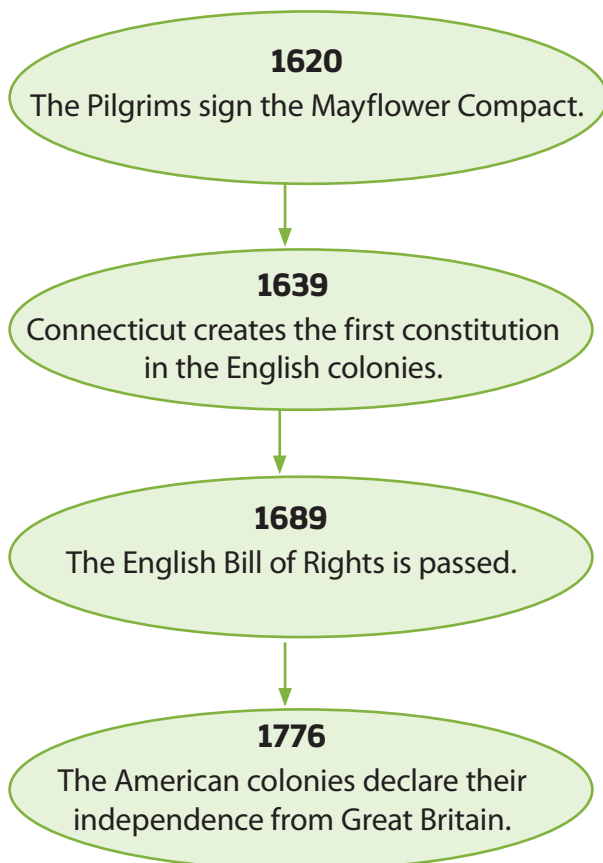 1620
The Pilgrims sign the Mayflower Compact.
1639
Connecticut creates the first constitution
in the English colonies.
1689
The English Bill of Rights is passed.
1776
The American colonies declare their
independence from Great Britain.